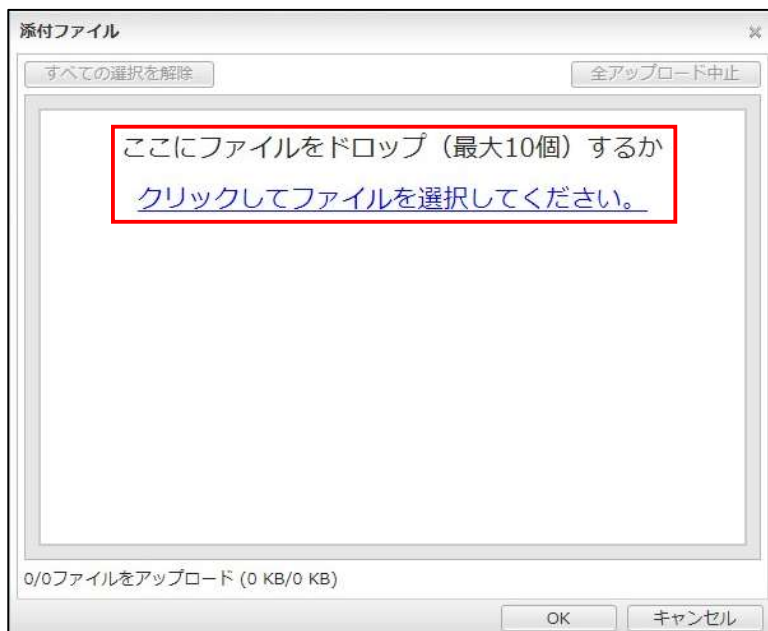 添付ファイル
すべての選択を解除
全アップロード中止
ここにファイルをドロップ（最大10個）するか
クリックしてファイルを選択してください。
0/0ファイルをアップロード (0 KB/0 KB)
OK
キャンセル